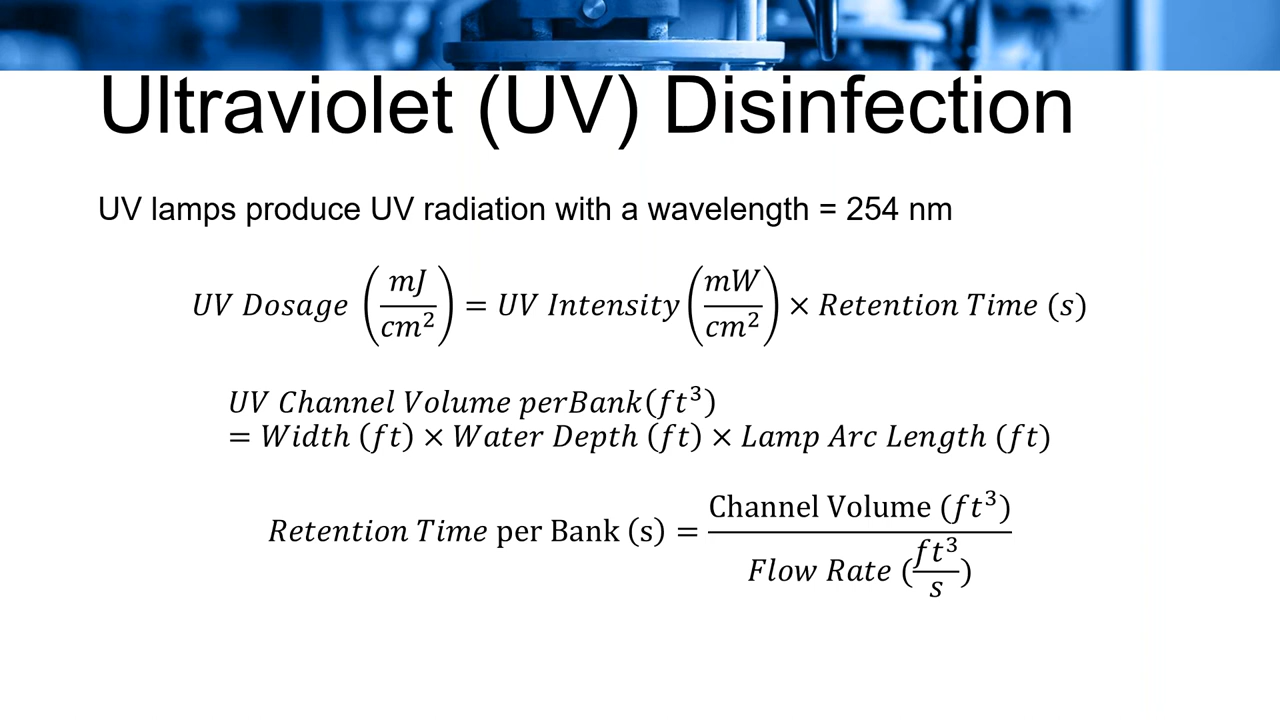 Ultraviolet (UV) Disinfection
UV lamps produce UV radiation with a wavelength = 254 nm
UV Dosage (mJ/cm²) = UV Intensity (mW/cm²) × Retention Time (s)
UV Channel Volume perBank(ft³)
= Width (ft) × Water Depth (ft) × Lamp Arc Length (ft)
Retention Time per Bank (s) = Channel Volume (ft³) / Flow Rate (ft³/s)